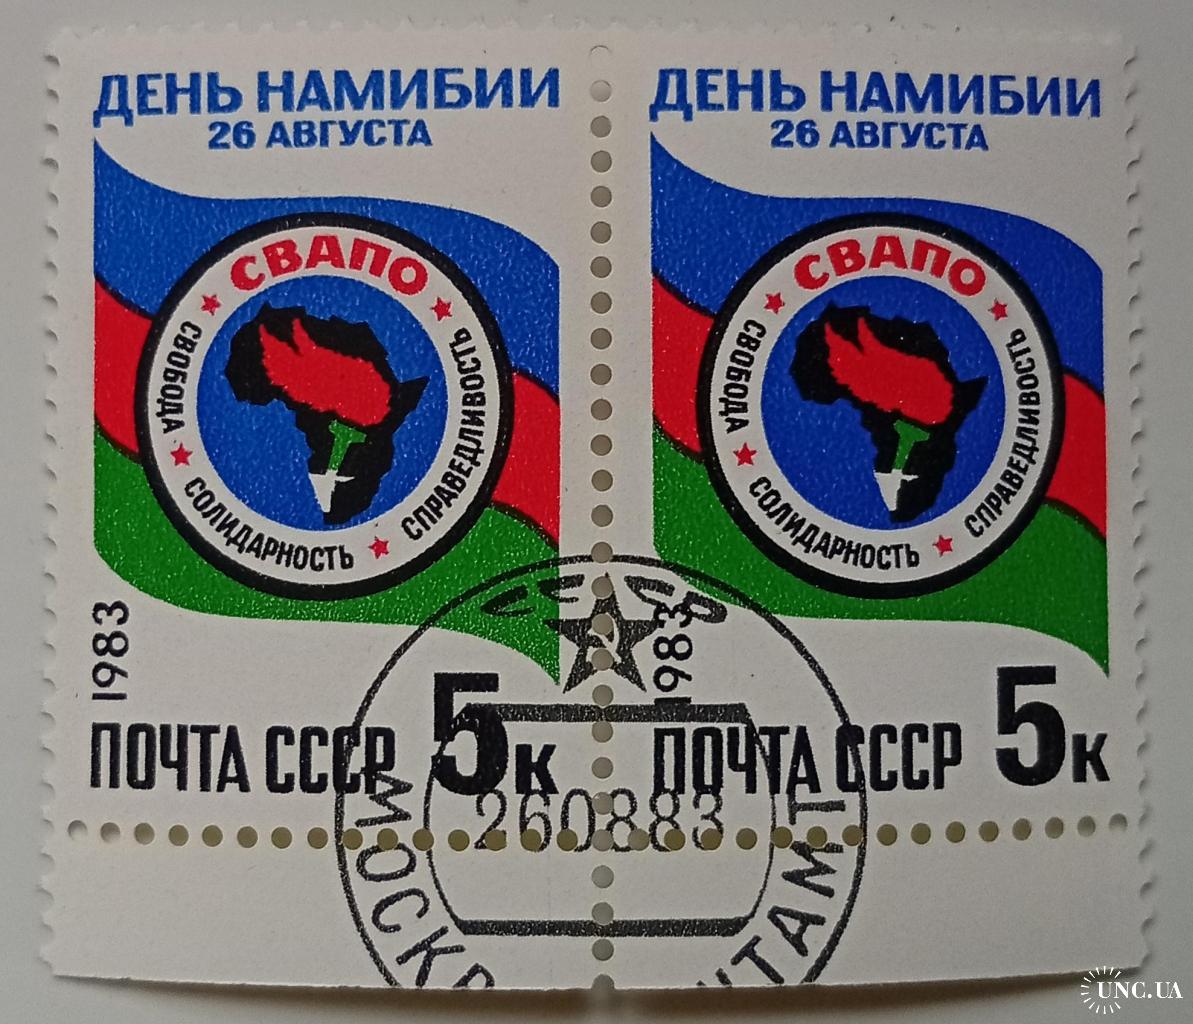 ДЕНЬ НАМИБИИ
26 АВГУСТА
СВАПО
СВОБОДА
СОЛИДАРНОСТЬ
СПРАВЕДЛИВОСТЬ
1983
ПОЧТА СССР 5к
ДЕНЬ НАМИБИИ
26 АВГУСТА
СВАПО
СВОБОДА
СОЛИДАРНОСТЬ
СПРАВЕДЛИВОСТЬ
1983
ПОЧТА СССР 5к
СССР
260883
UNC.UA